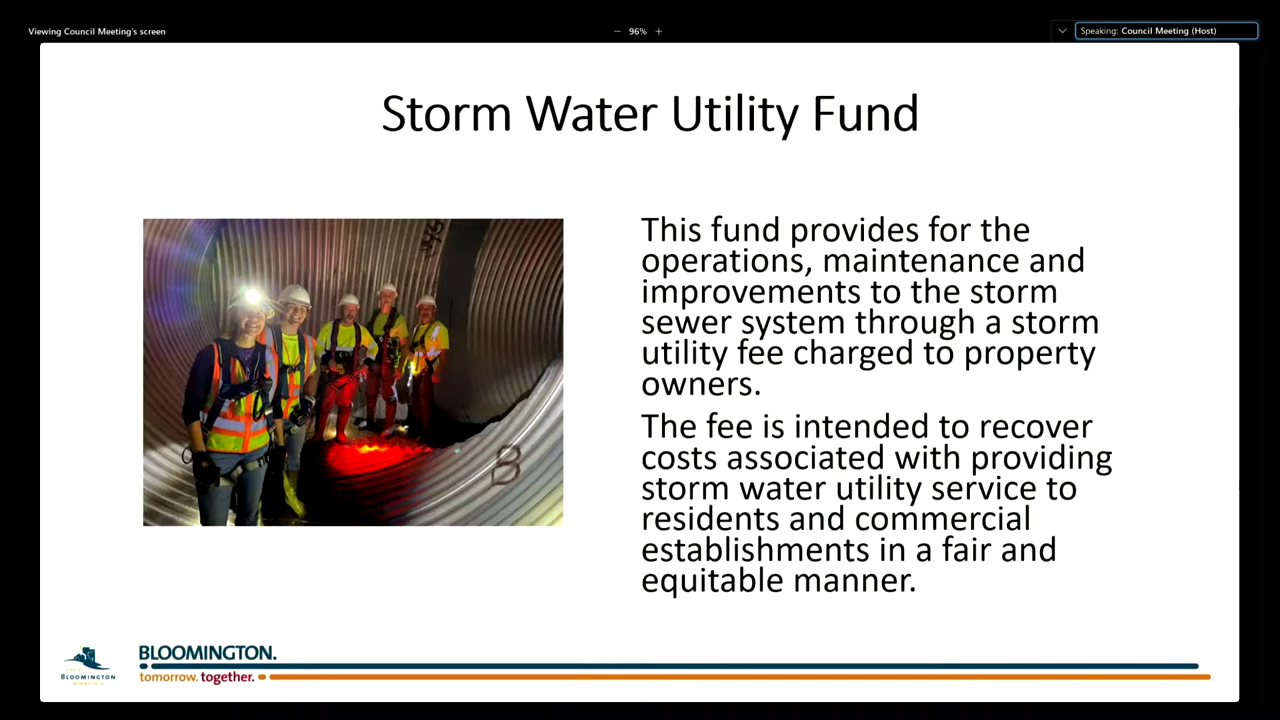 Viewing Council Meeting's screen
96%
Speaking: Council Meeting (Host)
Storm Water Utility Fund
This fund provides for the
operations, maintenance and
improvements to the storm
sewer system through a storm
utility fee charged to property
owners.
The fee is intended to recover
costs associated with providing
storm water utility service to
residents and commercial
establishments in a fair and
equitable manner.
BLOOMINGTON.
tomorrow. together.
BLOOMINGTON